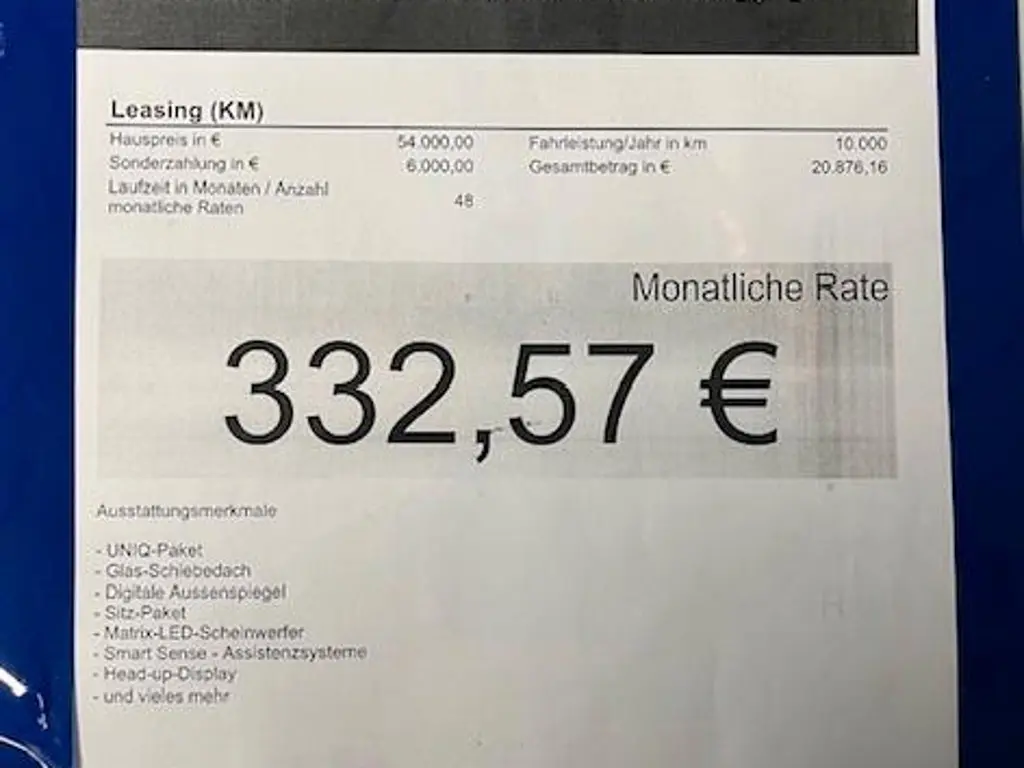 Leasing (KM)
Hauspreis in € 54.000,00 Fahrleistung/Jahr in km 10.000
Sonderzahlung in € 6.000,00 Gesamtbetrag in € 20.876,16
Laufzeit in Monaten / Anzahl
monatliche Raten 48
Monatliche Rate
332,57 €
Ausstattungsmerkmale
- UNIQ-Paket
- Glas-Schiebedach
- Digitale Aussenspiegel
- Sitz-Paket
- Matrix-LED-Scheinwerfer
- Smart Sense - Assistenzsysteme
- Head-up-Display
- und vieles mehr